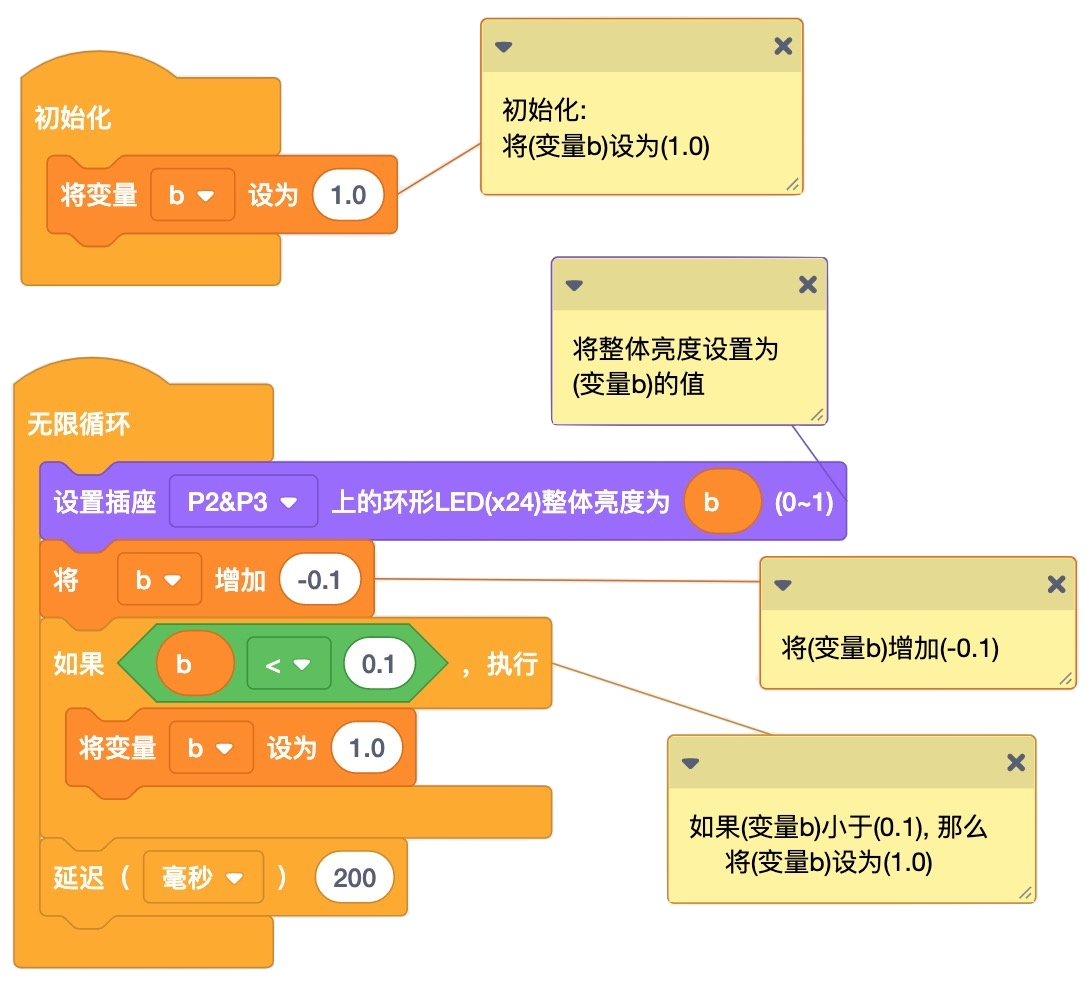 初始化
将变量 b 设为 1.0
初始化:
将(变量b)设为(1.0)
将整体亮度设置为
(变量b)的值
无限循环
设置插座 P2&P3 上的环形LED(x24)整体亮度为 b (0~1)
将 b 增加 -0.1
将(变量b)增加(-0.1)
如果 b < 0.1 ，执行
将变量 b 设为 1.0
如果(变量b)小于(0.1), 那么
将(变量b)设为(1.0)
延迟 ( 毫秒 ) 200